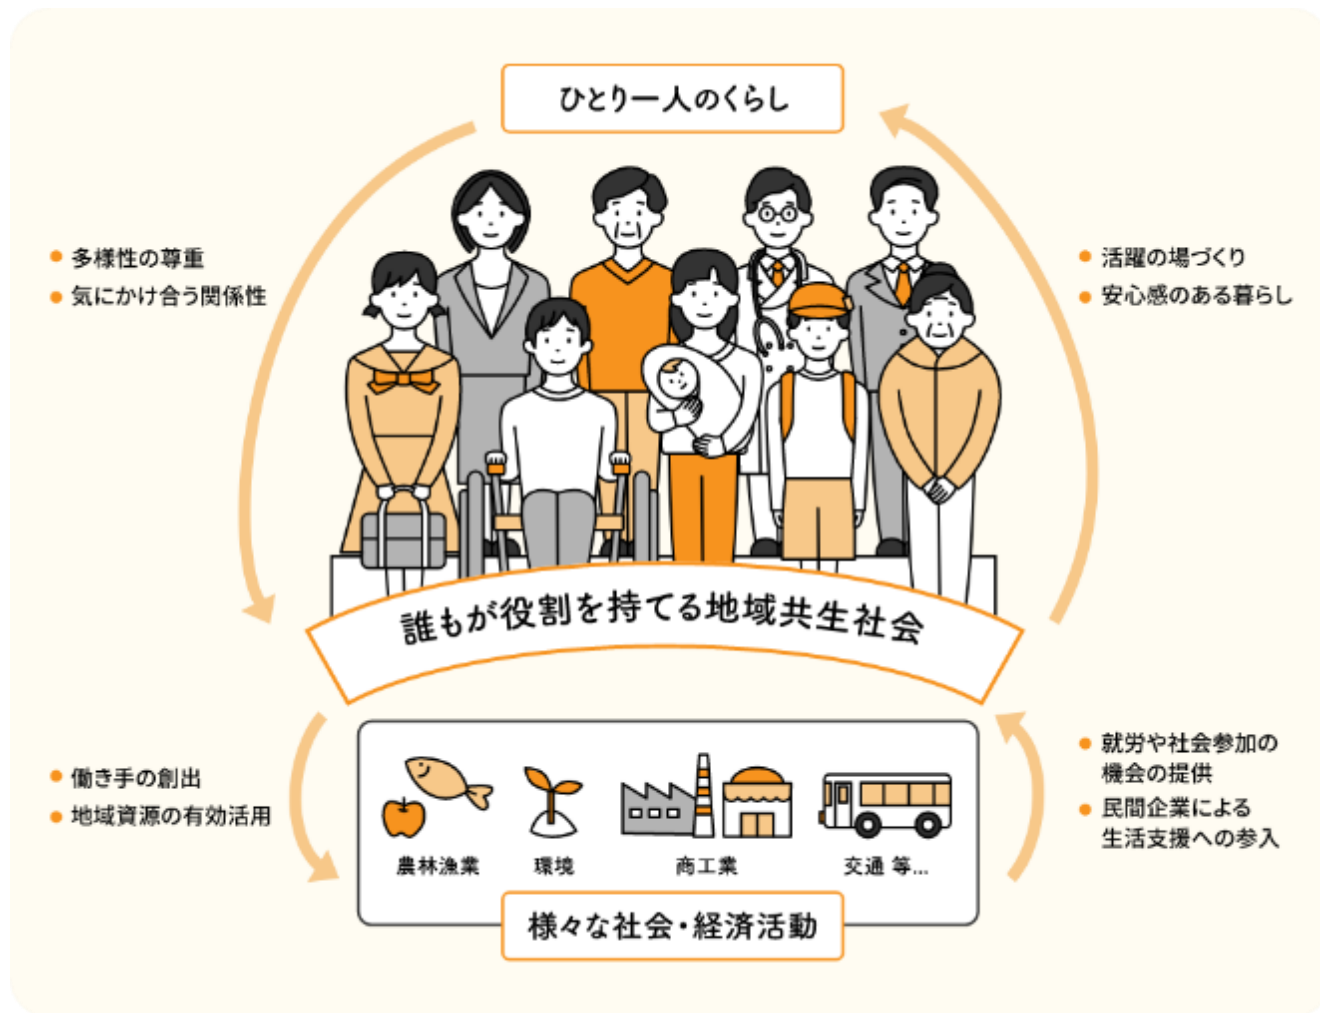 ひとり一人のくらし
多様性の尊重
気にかけ合う関係性
活躍の場づくり
安心感のある暮らし
誰もが役割を持てる地域共生社会
働き手の創出
地域資源の有効活用
就労や社会参加の
機会の提供
民間企業による
生活支援への参入
農林漁業 環境 商工業 交通 等...
様々な社会・経済活動